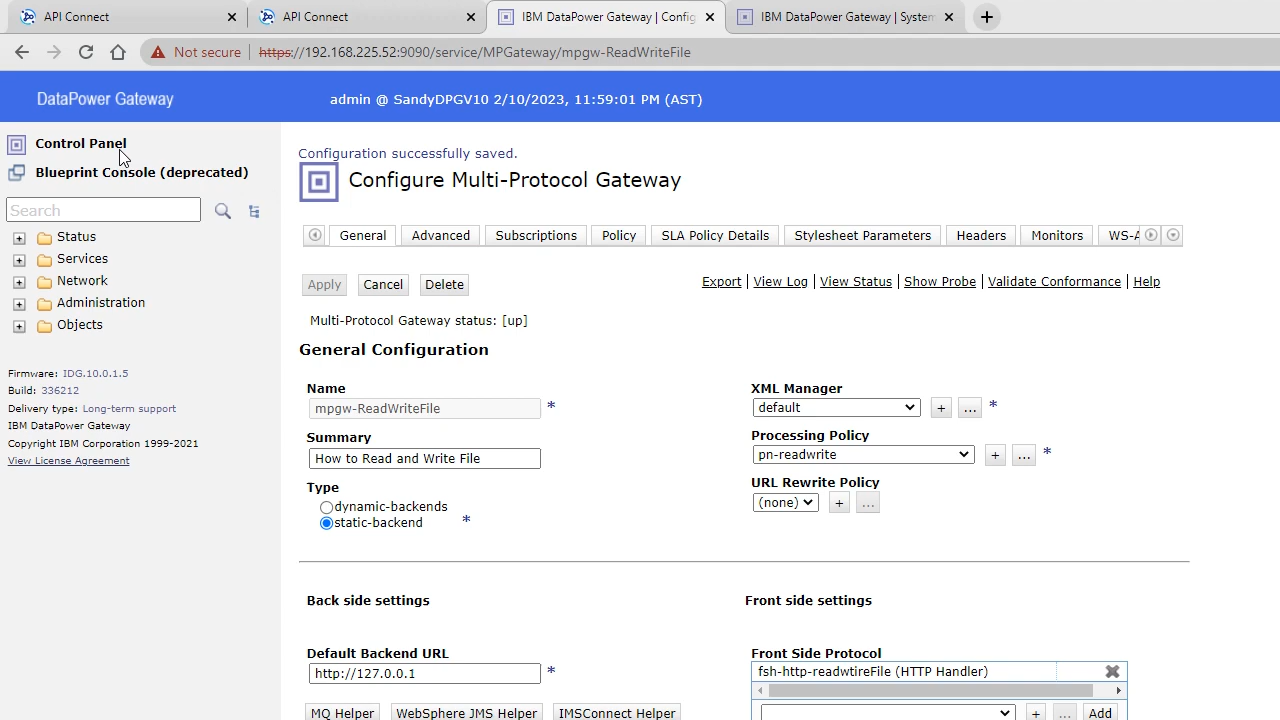 API Connect
API Connect
IBM DataPower Gateway | Config
IBM DataPower Gateway | System
Not secure
https://192.168.225.52:9090/service/MPGateway/mpgw-ReadWriteFile
DataPower Gateway
admin @ SandyDPGV10 2/10/2023, 11:59:01 PM (AST)
Control Panel
Blueprint Console (deprecated)
Search
Status
Services
Network
Administration
Objects
Firmware: IDG.10.0.1.5
Build: 336212
Delivery type: Long-term support
IBM DataPower Gateway
Copyright IBM Corporation 1999-2021
View License Agreement
Configuration successfully saved.
Configure Multi-Protocol Gateway
General Advanced Subscriptions Policy SLA Policy Details Stylesheet Parameters Headers Monitors WS-A
Apply Cancel Delete
Export | View Log | View Status | Show Probe | Validate Conformance | Help
Multi-Protocol Gateway status: [up]
General Configuration
Name
mpgw-ReadWriteFile *
Summary
How to Read and Write File
Type
dynamic-backends
static-backend *
XML Manager
default + ... *
Processing Policy
pn-readwrite + ... *
URL Rewrite Policy
(none) + ...
Back side settings
Default Backend URL
http://127.0.0.1 *
MQ Helper WebSphere JMS Helper IMSConnect Helper
Front side settings
Front Side Protocol
fsh-http-readwtireFile (HTTP Handler)
+ ... Add